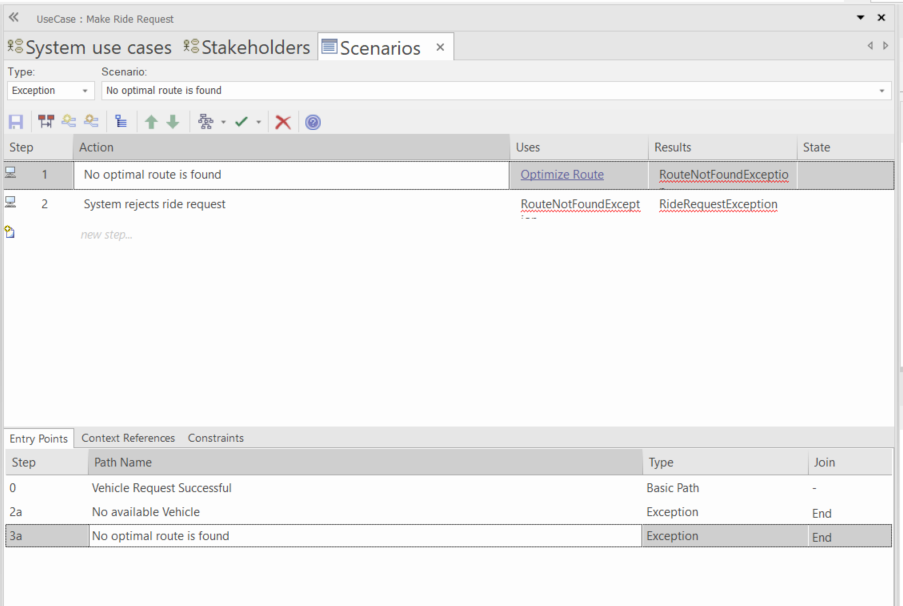 UseCase : Make Ride Request
System use cases Stakeholders Scenarios
Type: Scenario:
Exception No optimal route is found
Step Action Uses Results State
1 No optimal route is found Optimize Route RouteNotFoundExceptio
2 System rejects ride request RouteNotFoundExcept RideRequestException
ion
new step...
Entry Points Context References Constraints
Step Path Name Type Join
0 Vehicle Request Successful Basic Path -
2a No available Vehicle Exception End
3a No optimal route is found Exception End